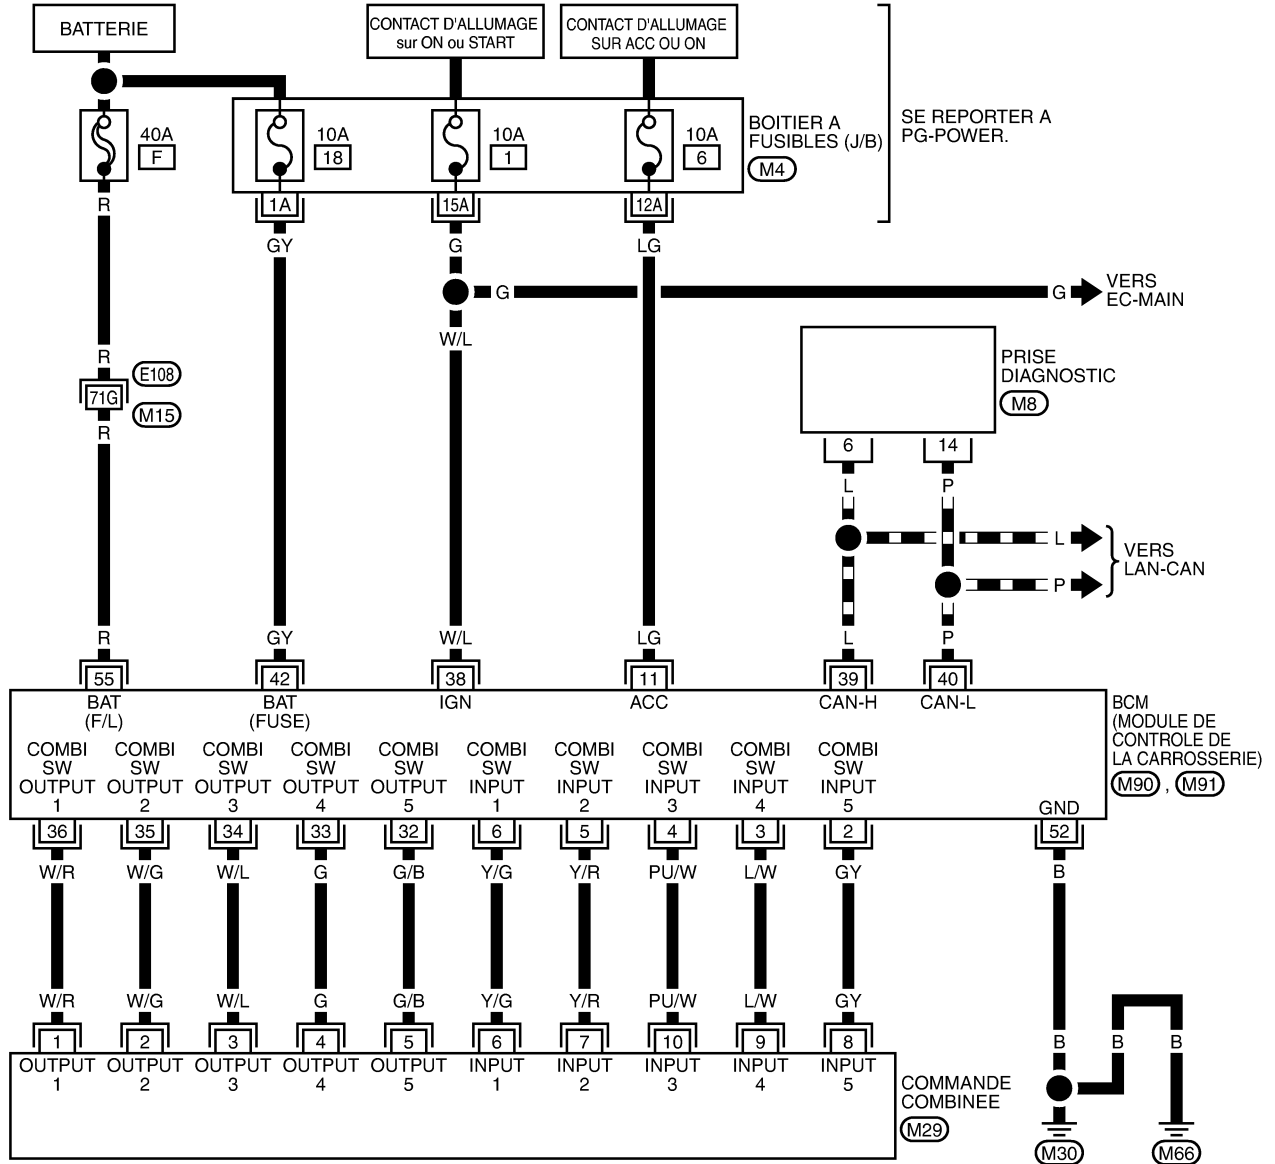 BATTERIE
CONTACT D'ALLUMAGE
sur ON ou START
CONTACT D'ALLUMAGE
SUR ACC OU ON
40A
F
10A
18
10A
1
10A
6
BOITIER A
FUSIBLES (J/B)
M4
SE REPORTER A
PG-POWER.
R
1A
15A
12A
GY
G
LG
G
G
VERS
EC-MAIN
W/L
R
E108
71G
M15
R
PRISE
DIAGNOSTIC
M8
6
14
L
P
L
P
VERS
LAN-CAN
R
GY
W/L
LG
L
P
55
42
38
11
39
40
BAT
(F/L)
BAT
(FUSE)
IGN
ACC
CAN-H
CAN-L
BCM
(MODULE DE
CONTROLE DE
LA CARROSSERIE)
M90 , M91
COMBI
SW
OUTPUT
1
COMBI
SW
OUTPUT
2
COMBI
SW
OUTPUT
3
COMBI
SW
OUTPUT
4
COMBI
SW
OUTPUT
5
COMBI
SW
INPUT
1
COMBI
SW
INPUT
2
COMBI
SW
INPUT
3
COMBI
SW
INPUT
4
COMBI
SW
INPUT
5
GND
36
35
34
33
32
6
5
4
3
2
52
W/R
W/G
W/L
G
G/B
Y/G
Y/R
PU/W
L/W
GY
B
W/R
W/G
W/L
G
G/B
Y/G
Y/R
PU/W
L/W
GY
B
B
B
1
2
3
4
5
6
7
10
9
8
OUTPUT
1
OUTPUT
2
OUTPUT
3
OUTPUT
4
OUTPUT
5
INPUT
1
INPUT
2
INPUT
3
INPUT
4
INPUT
5
COMMANDE
COMBINEE
M29
M30
M66